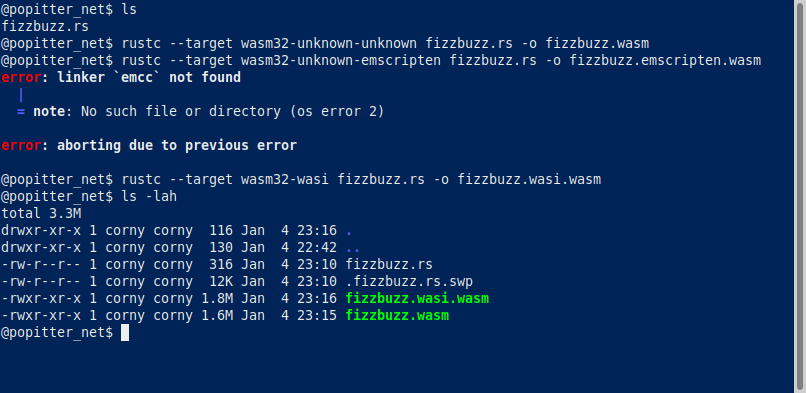 @popitter_net$ ls
fizzbuzz.rs
@popitter_net$ rustc --target wasm32-unknown-unknown fizzbuzz.rs -o fizzbuzz.wasm
@popitter_net$ rustc --target wasm32-unknown-emscripten fizzbuzz.rs -o fizzbuzz.emscripten.wasm
error: linker `emcc` not found
  |
  = note: No such file or directory (os error 2)

error: aborting due to previous error

@popitter_net$ rustc --target wasm32-wasi fizzbuzz.rs -o fizzbuzz.wasi.wasm
@popitter_net$ ls -lah
total 3.3M
drwxr-xr-x 1 corny corny  116 Jan  4 23:16 .
drwxr-xr-x 1 corny corny  130 Jan  4 22:42 ..
-rw-r--r-- 1 corny corny  316 Jan  4 23:10 fizzbuzz.rs
-rw-r--r-- 1 corny corny  12K Jan  4 23:10 .fizzbuzz.rs.swp
-rwxr-xr-x 1 corny corny 1.8M Jan  4 23:16 fizzbuzz.wasi.wasm
-rwxr-xr-x 1 corny corny 1.6M Jan  4 23:15 fizzbuzz.wasm
@popitter_net$